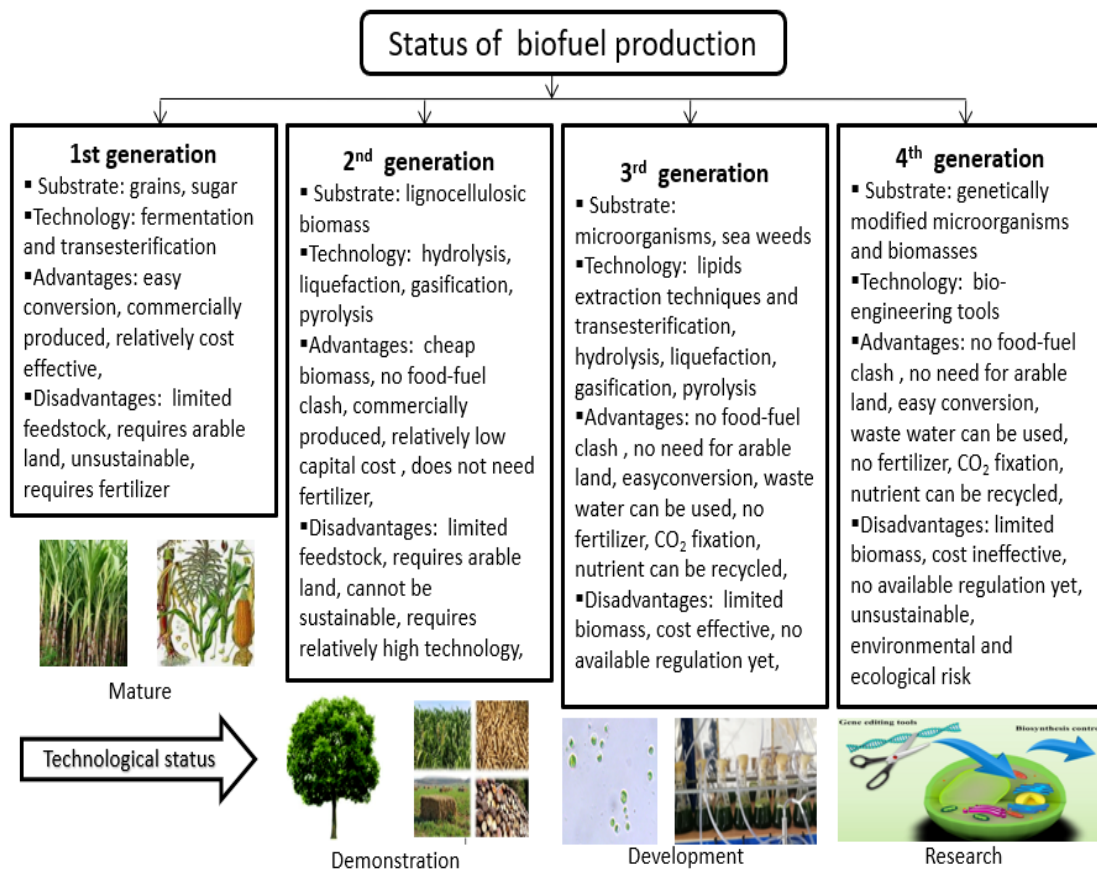 Status of biofuel production
1st generation
▪ Substrate: grains, sugar
▪Technology: fermentation
and transesterification
▪Advantages: easy
conversion, commercially
produced, relatively cost
effective,
▪Disadvantages: limited
feedstock, requires arable
land, unsustainable,
requires fertilizer
Mature
Technological status
2nd generation
▪ Substrate: lignocellulosic
biomass
▪Technology: hydrolysis,
liquefaction, gasification,
pyrolysis
▪Advantages: cheap
biomass, no food-fuel
clash, commercially
produced, relatively low
capital cost , does not need
fertilizer,
▪Disadvantages: limited
feedstock, requires arable
land, cannot be
sustainable, requires
relatively high technology,
Demonstration
3rd generation
▪ Substrate:
microorganisms, sea weeds
▪Technology: lipids
extraction techniques and
transesterification,
hydrolysis, liquefaction,
gasification, pyrolysis
▪Advantages: no food-fuel
clash , no need for arable
land, easyconversion, waste
water can be used, no
fertilizer, CO2 fixation,
nutrient can be recycled,
▪Disadvantages: limited
biomass, cost effective, no
available regulation yet,
Development
4th generation
▪Substrate: genetically
modified microorganisms
and biomasses
▪Technology: bio-
engineering tools
▪Advantages: no food-fuel
clash , no need for arable
land, easy conversion,
waste water can be used,
no fertilizer, CO2 fixation,
nutrient can be recycled,
▪Disadvantages: limited
biomass, cost ineffective,
no available regulation yet,
unsustainable,
environmental and
ecological risk
Gene editing tools
Biosynthesis contro
Research